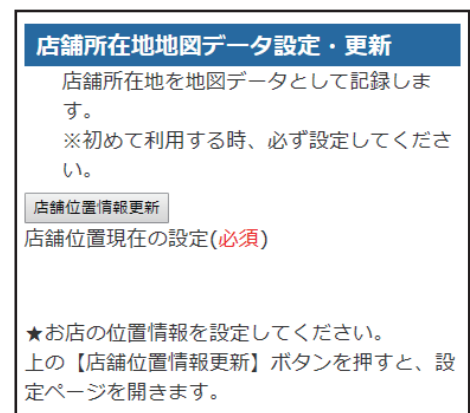 店舗所在地地図データ設定・更新
店舗所在地を地図データとして記録しま
す。
※初めて利用する時、必ず設定してくださ
い。
店舗位置情報更新
店舗位置現在の設定(必須)
★お店の位置情報を設定してください。
上の【店舗位置情報更新】ボタンを押すと、設
定ページを開きます。